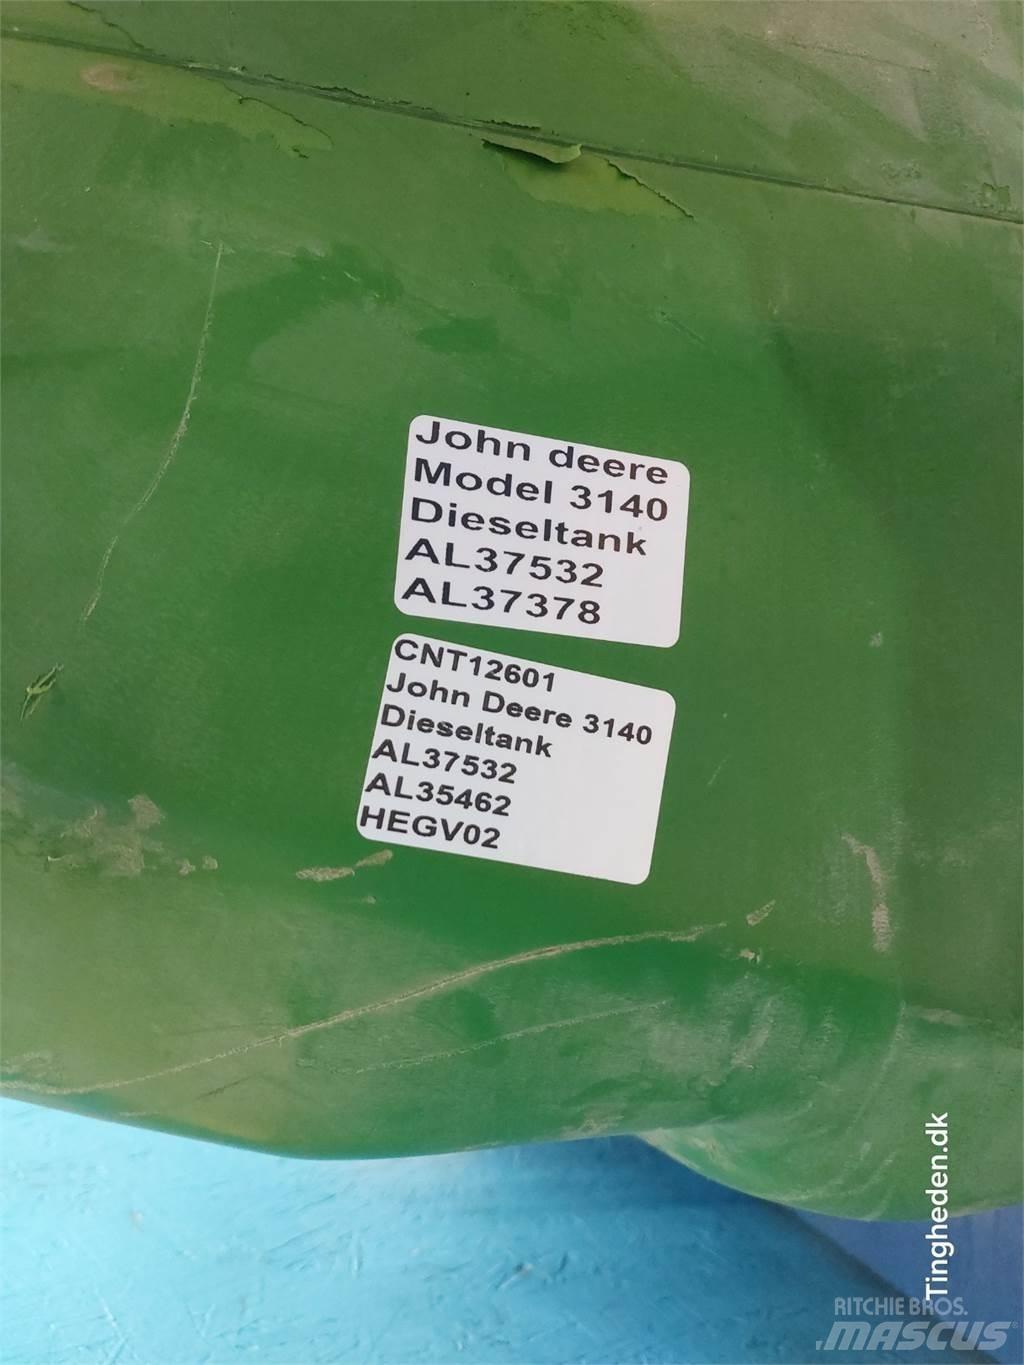 John deere
Model 3140
Dieseltank
AL37532
AL37378
CNT12601
John Deere 3140
Dieseltank
AL37532
AL35462
HEGV02
Tingheden.dk
RITCHIE BROS.
MASCUS